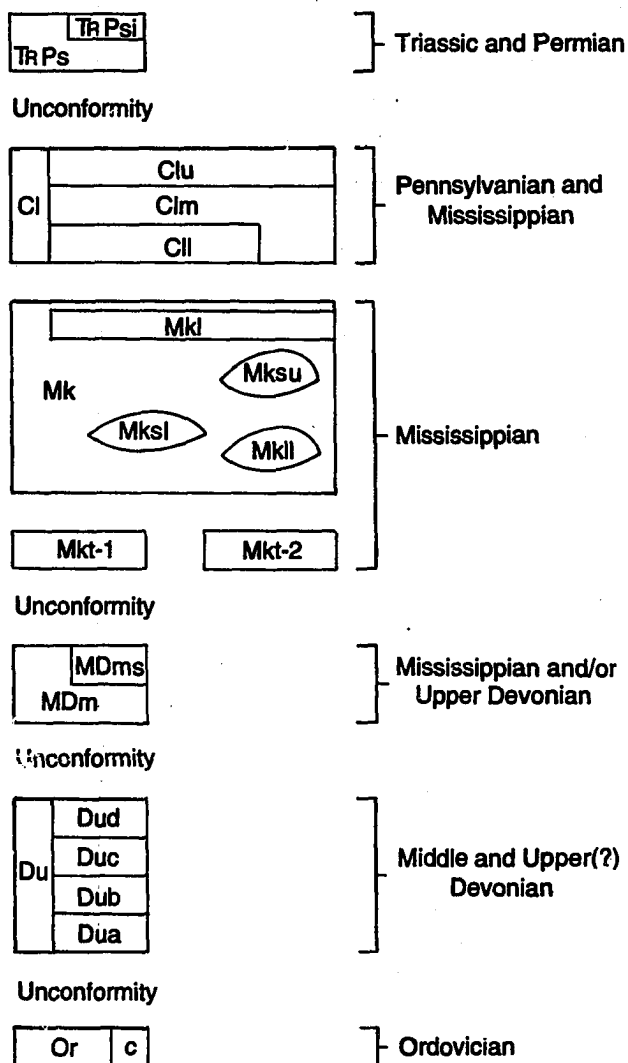 TR Psi
TR Ps
Triassic and Permian
Unconformity
Clu
Cl
Clm
Cll
Pennsylvanian and
Mississippian
Mkl
Mksu
Mk
Mksl
Mkll
Mississippian
Mkt-1
Mkt-2
Unconformity
MDms
MDm
Mississippian and/or
Upper Devonian
Unconformity
Dud
Duc
Du
Dub
Dua
Middle and Upper(?)
Devonian
Unconformity
Or
c
Ordovician